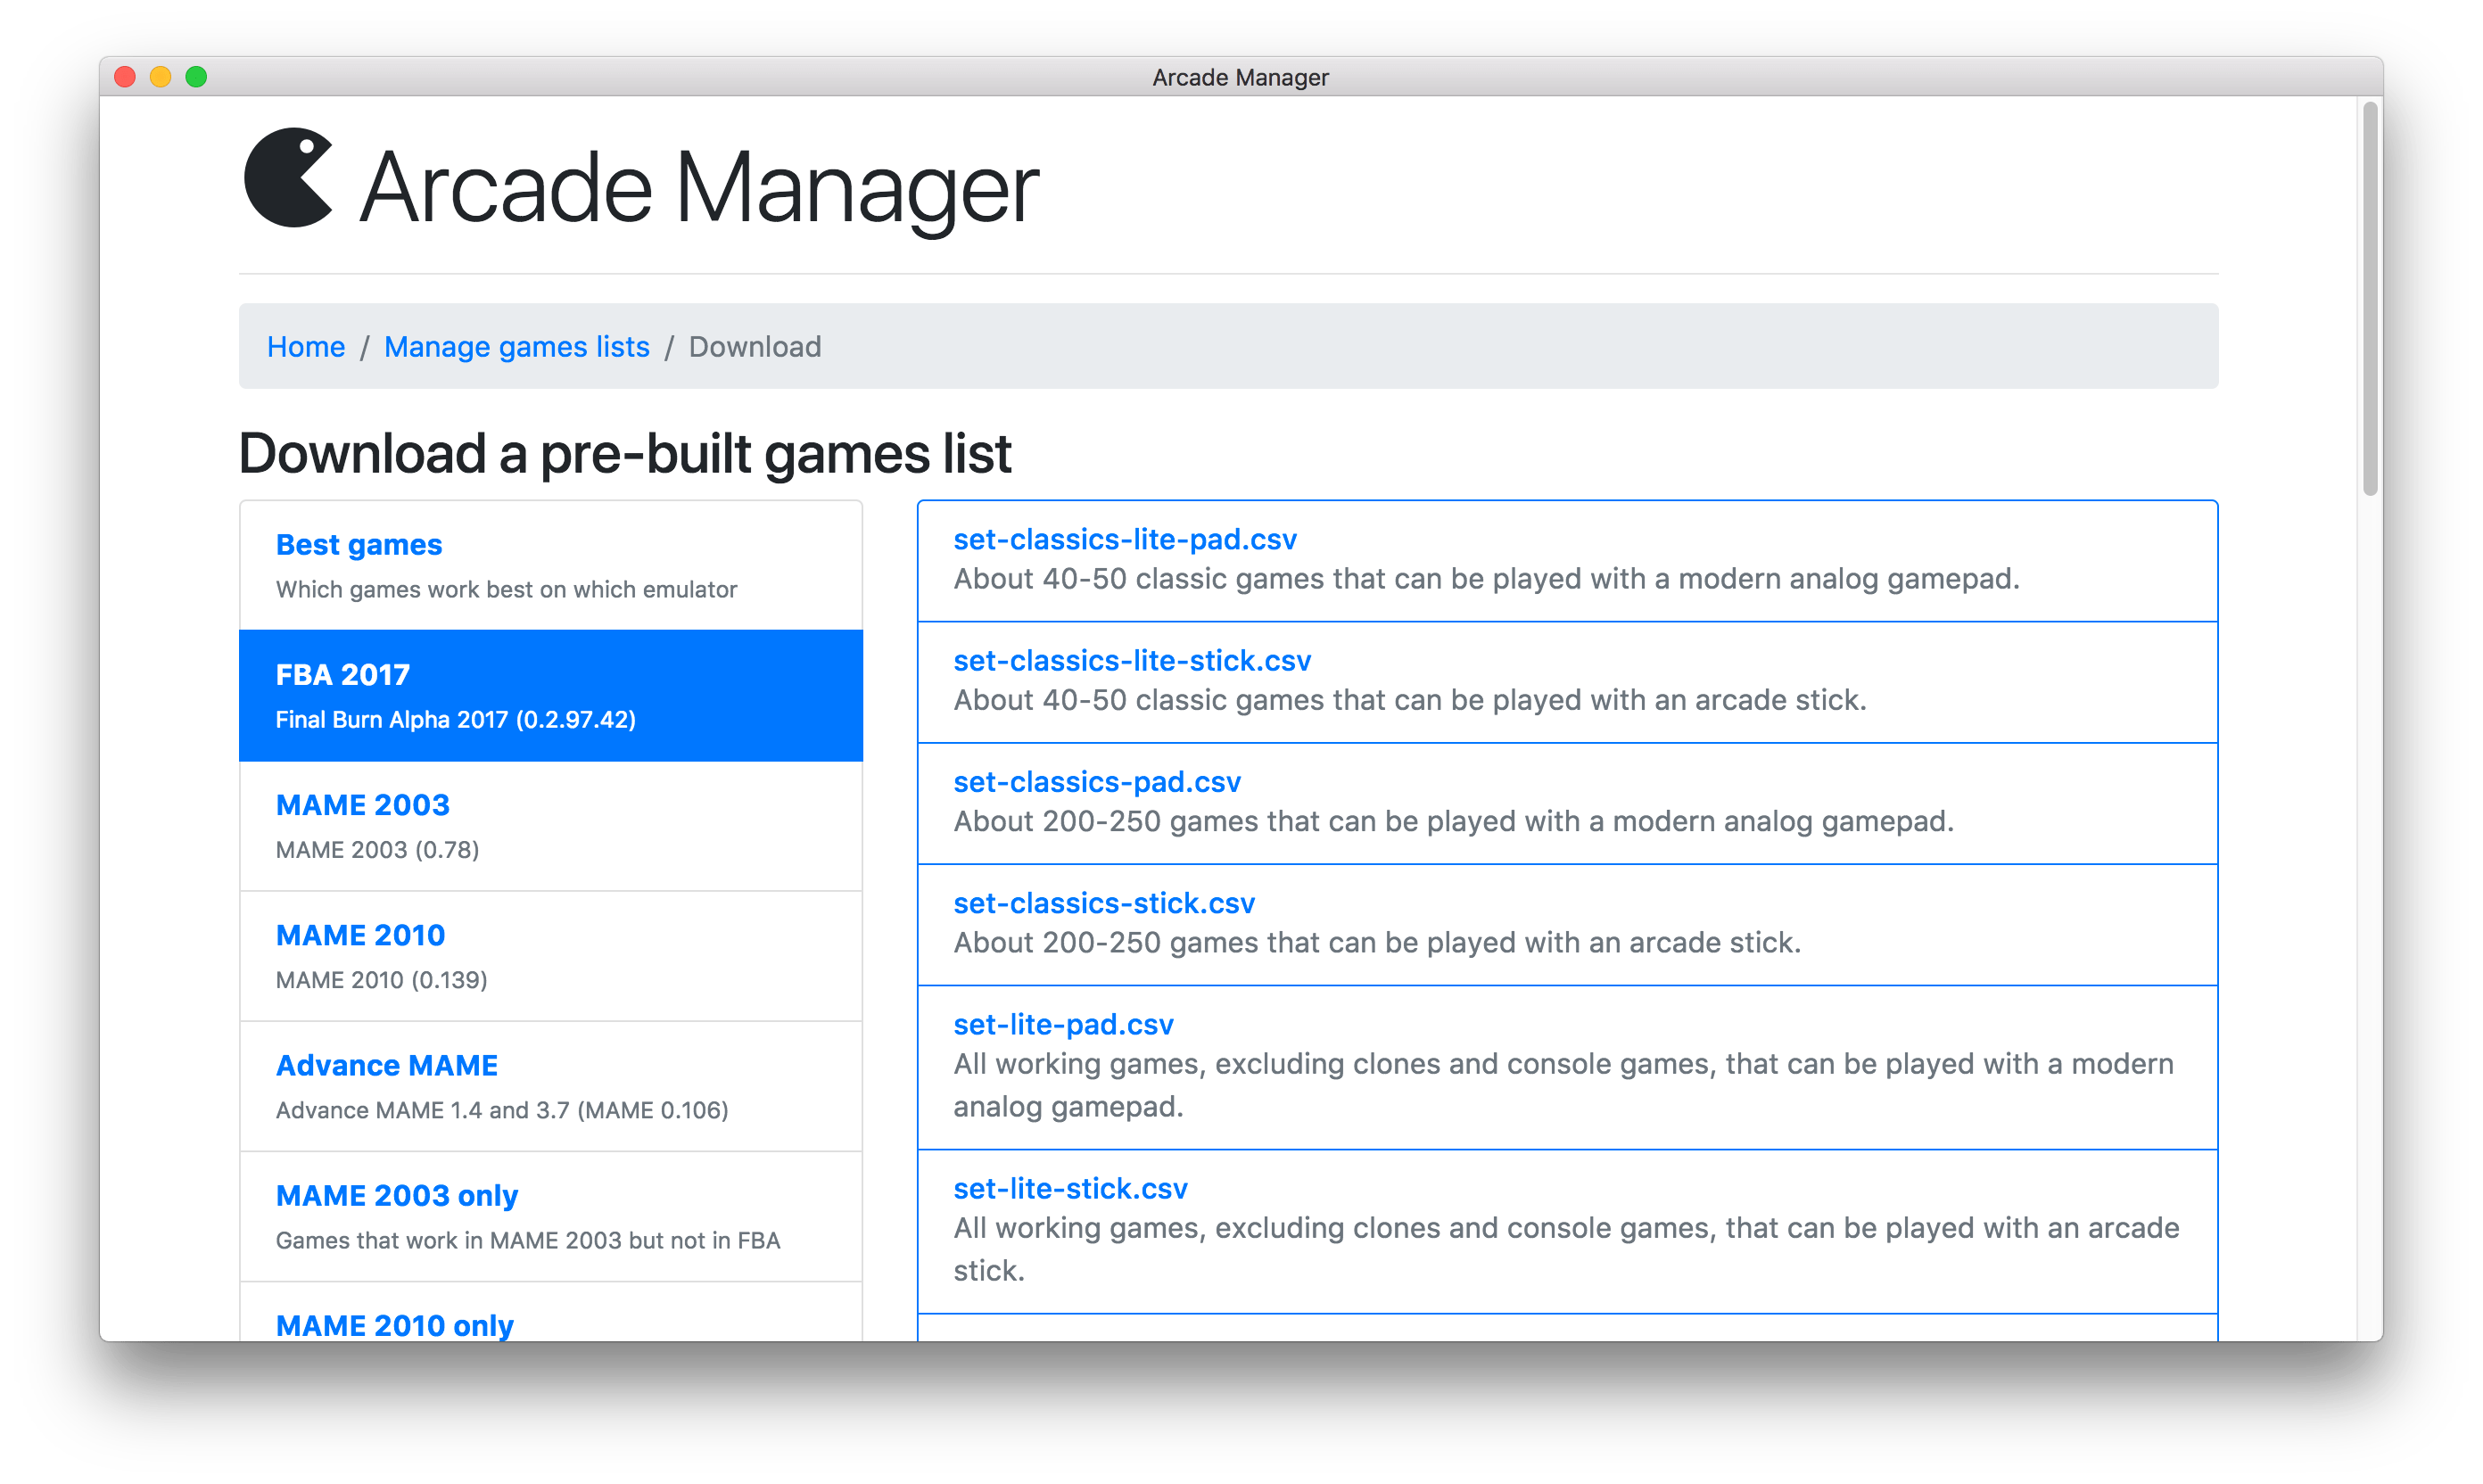 Arcade Manager
Arcade Manager
Home / Manage games lists / Download
Download a pre-built games list
Best games
Which games work best on which emulator
FBA 2017
Final Burn Alpha 2017 (0.2.97.42)
MAME 2003
MAME 2003 (0.78)
MAME 2010
MAME 2010 (0.139)
Advance MAME
Advance MAME 1.4 and 3.7 (MAME 0.106)
MAME 2003 only
Games that work in MAME 2003 but not in FBA
MAME 2010 only
set-classics-lite-pad.csv
About 40-50 classic games that can be played with a modern analog gamepad.
set-classics-lite-stick.csv
About 40-50 classic games that can be played with an arcade stick.
set-classics-pad.csv
About 200-250 games that can be played with a modern analog gamepad.
set-classics-stick.csv
About 200-250 games that can be played with an arcade stick.
set-lite-pad.csv
All working games, excluding clones and console games, that can be played with a modern
analog gamepad.
set-lite-stick.csv
All working games, excluding clones and console games, that can be played with an arcade
stick.